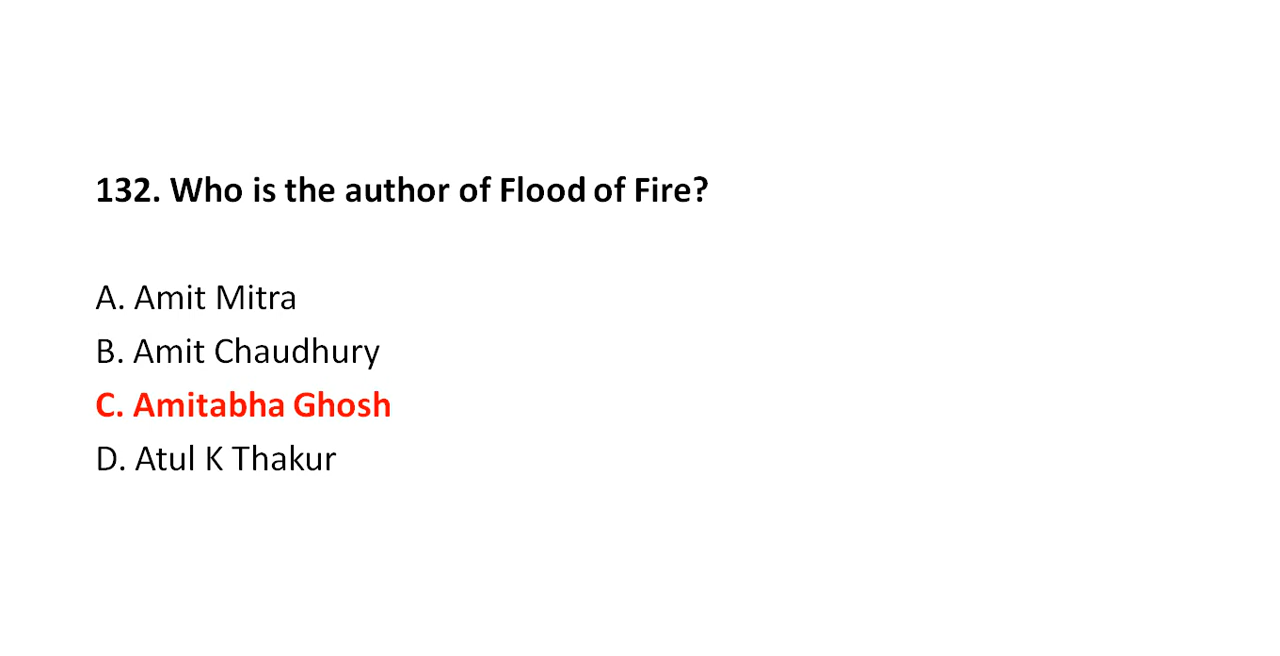 132. Who is the author of Flood of Fire?
A. Amit Mitra
B. Amit Chaudhury
C. Amitabha Ghosh
D. Atul K Thakur